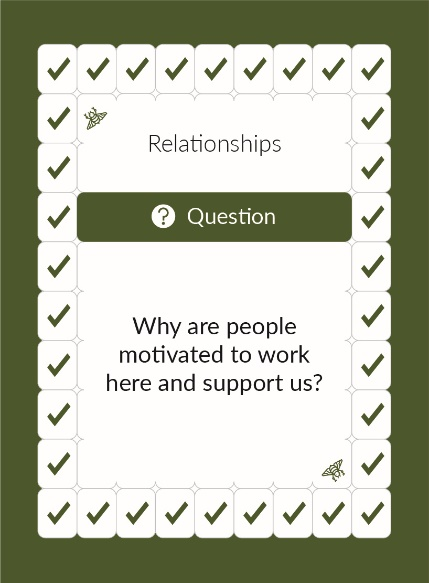 Relationships
? Question
Why are people
motivated to work
here and support us?